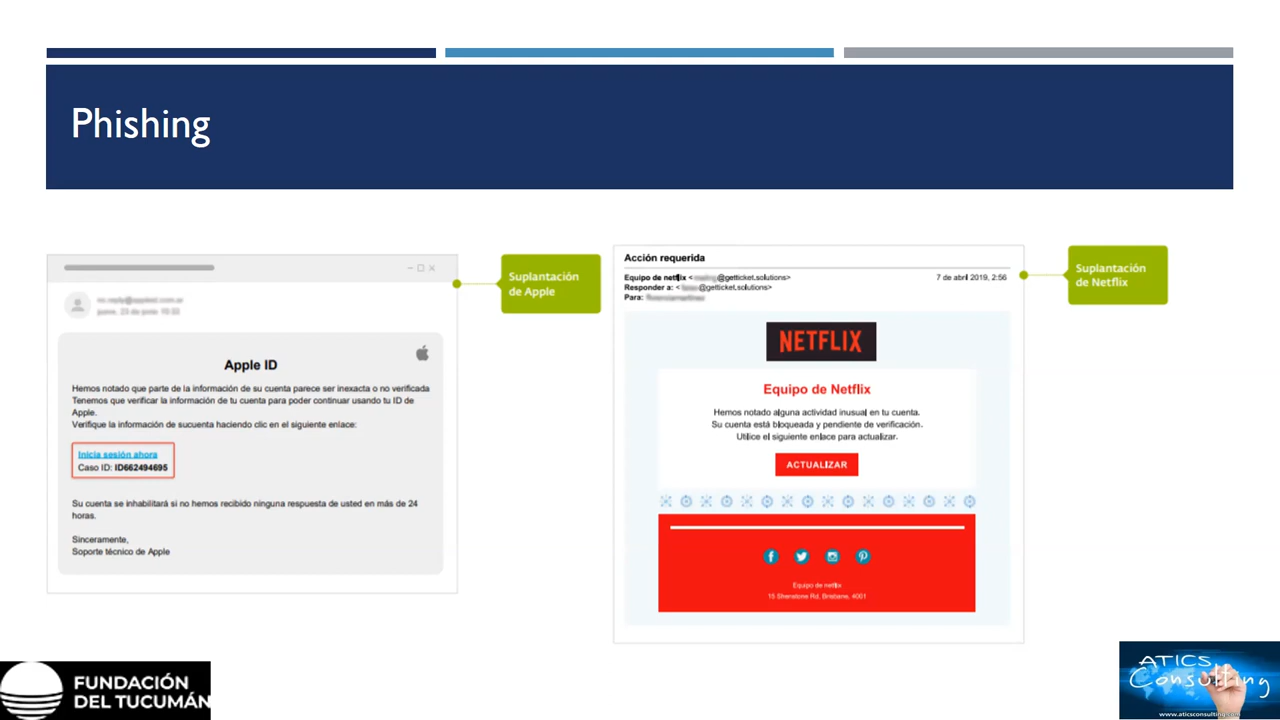 Phishing
Suplantación
de Apple
Apple ID
Hemos notado que parte de la información de su cuenta parece ser inexacta o no verificada
Tenemos que verificar la información de tu cuenta para poder continuar usando tu ID de
Apple.
Verifique la información de sucuenta haciendo clic en el siguiente enlace:
Inicia sesión ahora
Caso ID: ID662494695
Su cuenta se inhabilitará si no hemos recibido ninguna respuesta de usted en más de 24
horas.
Sinceramente,
Soporte técnico de Apple
Acción requerida
Equipo de netflix < @getticket.solutions>
7 de abril 2019, 2:56
Responder a: < @getticket.solutions>
Para:
Suplantación
de Netflix
NETFLIX
Equipo de Netflix
Hemos notado alguna actividad inusual en tu cuenta.
Su cuenta está bloqueada y pendiente de verificación.
Utilice el siguiente enlace para actualizar.
ACTUALIZAR
Equipo de netflix
15 Shenstone Rd, Brisbane, 4001
FUNDACIÓN
DEL TUCUMÁN
ATICS
Consulting
www.aticsconsulting.com